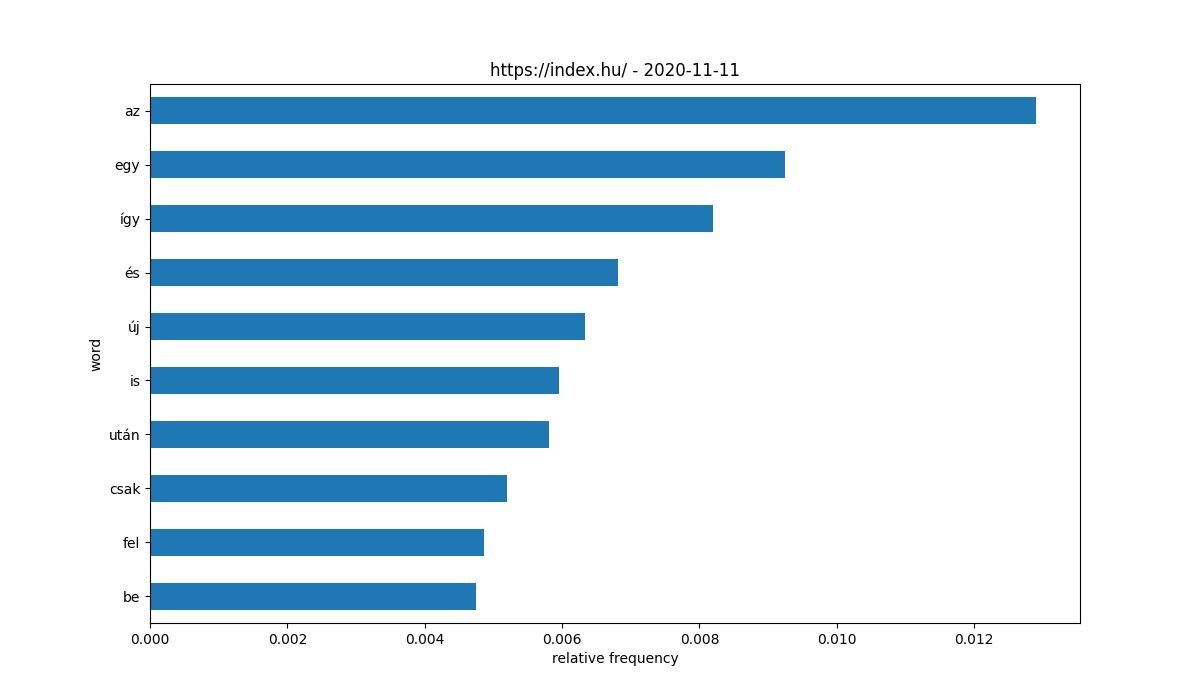 https://index.hu/ - 2020-11-11
az
egy
így
és
új
is
után
csak
fel
be
word
0.000 0.002 0.004 0.006 0.008 0.010 0.012
relative frequency